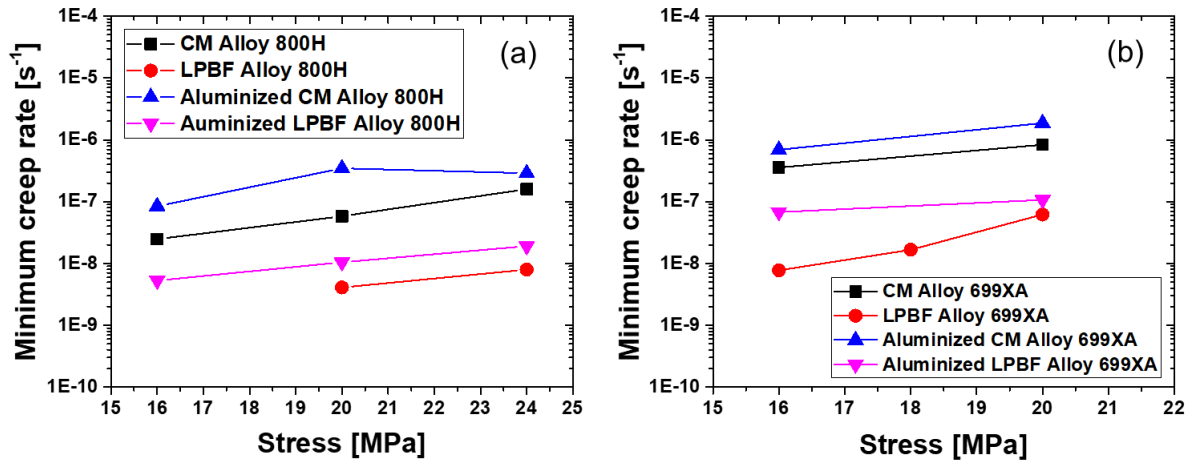 (a)
CM Alloy 800H
LPBF Alloy 800H
Aluminized CM Alloy 800H
Auminized LPBF Alloy 800H
Minimum creep rate [s⁻¹]
1E-4
1E-5
1E-6
1E-7
1E-8
1E-9
1E-10
15 16 17 18 19 20 21 22 23 24 25
Stress [MPa]
(b)
Minimum creep rate [s⁻¹]
1E-4
1E-5
1E-6
1E-7
1E-8
1E-9
1E-10
CM Alloy 699XA
LPBF Alloy 699XA
Aluminized CM Alloy 699XA
Aluminized LPBF Alloy 699XA
15 16 17 18 19 20 21 22
Stress [MPa]